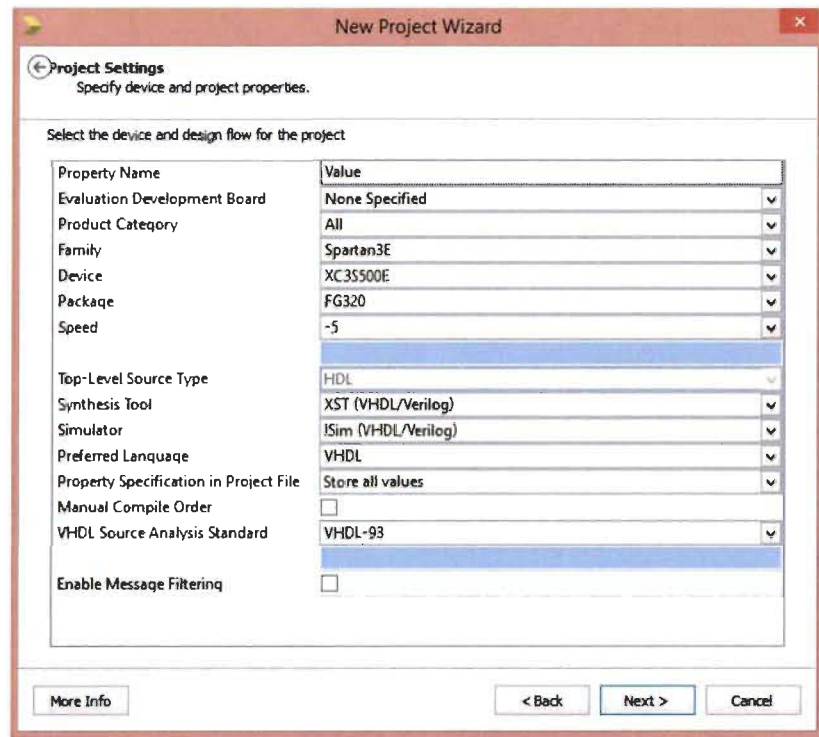 New Project Wizard
Project Settings
Specify device and project properties.
Select the device and design flow for the project
Property Name Value
Evaluation Development Board None Specified
Product Category All
Family Spartan3E
Device XC3S500E
Package FG320
Speed -5
Top-Level Source Type HDL
Synthesis Tool XST (VHDL/Verilog)
Simulator ISim (VHDL/Verilog)
Preferred Language VHDL
Property Specification in Project File Store all values
Manual Compile Order
VHDL Source Analysis Standard VHDL-93
Enable Message Filtering
More Info < Back Next > Cancel